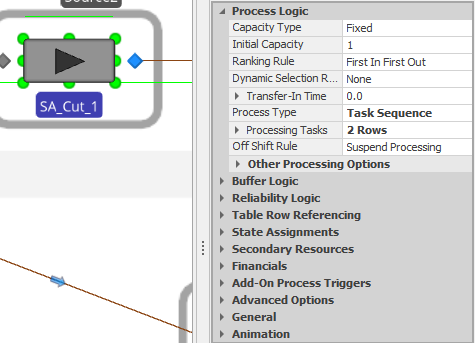 Source2
SA_Cut_1
Process Logic
Capacity Type Fixed
Initial Capacity 1
Ranking Rule First In First Out
Dynamic Selection R... None
Transfer-In Time 0.0
Process Type Task Sequence
Processing Tasks 2 Rows
Off Shift Rule Suspend Processing
Other Processing Options
Buffer Logic
Reliability Logic
Table Row Referencing
State Assignments
Secondary Resources
Financials
Add-On Process Triggers
Advanced Options
General
Animation